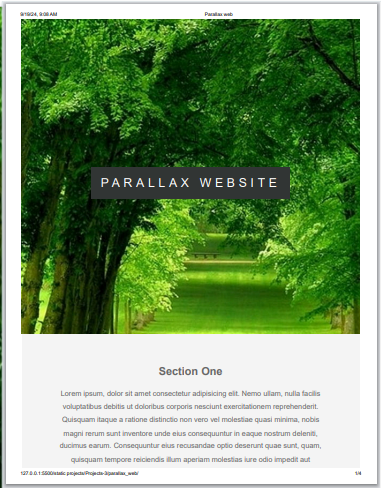 9/19/24, 9:08 AM Parallax web
PARALLAX WEBSITE
Section One
Lorem ipsum, dolor sit amet consectetur adipisicing elit. Nemo ullam, nulla facilis
voluptatibus debitis ut doloribus corporis nesciunt exercitationem reprehenderit.
Quisquam itaque a ratione distinctio non vero vel molestiae quasi minima, nobis
magni rerum sunt inventore unde eius consequuntur in eaque nostrum deleniti,
ducimus earum. Consequuntur eius recusandae optio deserunt quae sunt, quam,
quisquam tempore reiciendis illum aperiam molestias iure odio impedit aut
127.0.0.1:5500/static projects/Projects-3/parallax_web/ 1/4